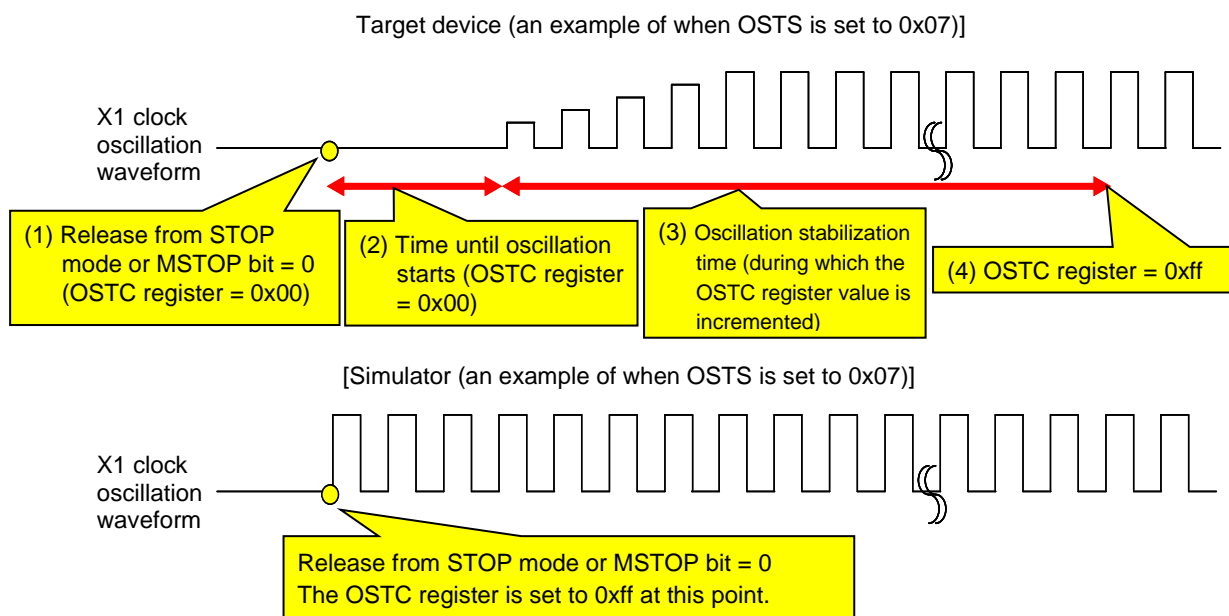 Target device (an example of when OSTS is set to 0x07)]
X1 clock
oscillation
waveform
(1) Release from STOP
mode or MSTOP bit = 0
(OSTC register = 0x00)
(2) Time until oscillation
starts (OSTC register
= 0x00)
(3) Oscillation stabilization
time (during which the
OSTC register value is
incremented)
(4) OSTC register = 0xff
[Simulator (an example of when OSTS is set to 0x07)]
X1 clock
oscillation
waveform
Release from STOP mode or MSTOP bit = 0
The OSTC register is set to 0xff at this point.